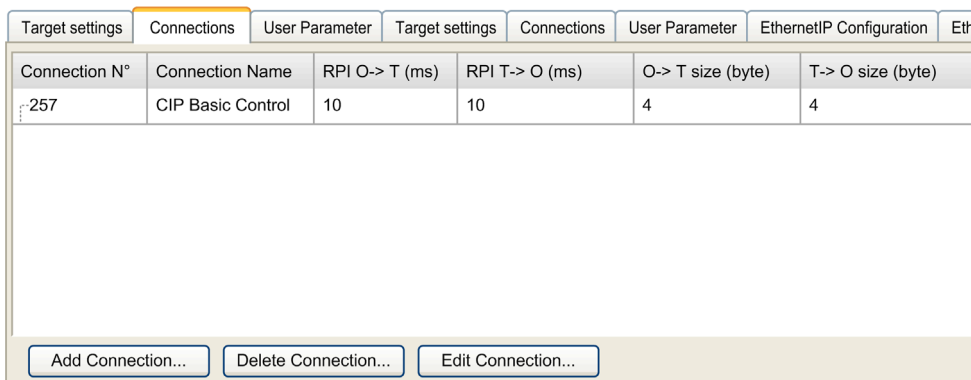 Target settings Connections User Parameter Target settings Connections User Parameter EthernetIP Configuration Eth
Connection N° Connection Name RPI O-> T (ms) RPI T-> O (ms) O-> T size (byte) T-> O size (byte)
257 CIP Basic Control 10 10 4 4
Add Connection... Delete Connection... Edit Connection...